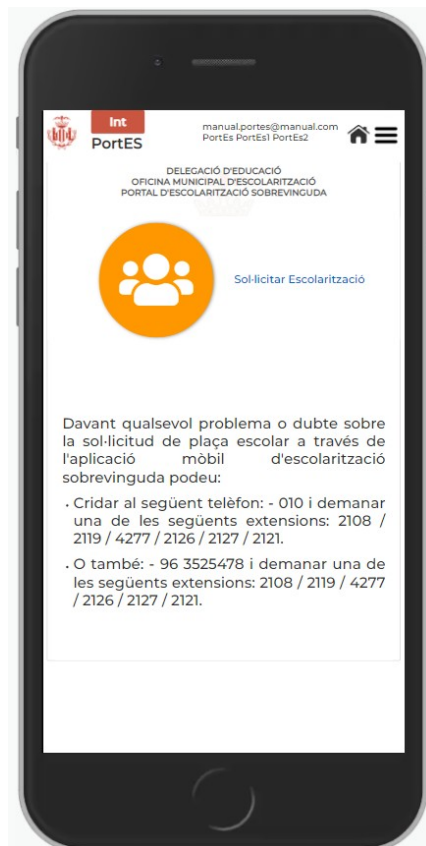 Int
PortES
manual.portes@manual.com
PortEs PortEs1 PortEs2
DELEGACIÓ D'EDUCACIÓ
OFICINA MUNICIPAL D'ESCOLARITZACIÓ
PORTAL D'ESCOLARITZACIÓ SOBREVINGUDA
Sol·licitar Escolarització
Davant qualsevol problema o dubte sobre
la sol·licitud de plaça escolar a través de
l'aplicació mòbil d'escolarització
sobrevinguda podeu:
• Cridar al següent telèfon: - 010 i demanar
una de les següents extensions: 2108 /
2119 / 4277 / 2126 / 2127 / 2121.
• O també: - 96 3525478 i demanar una de
les següents extensions: 2108 / 2119 / 4277
/ 2126 / 2127 / 2121.